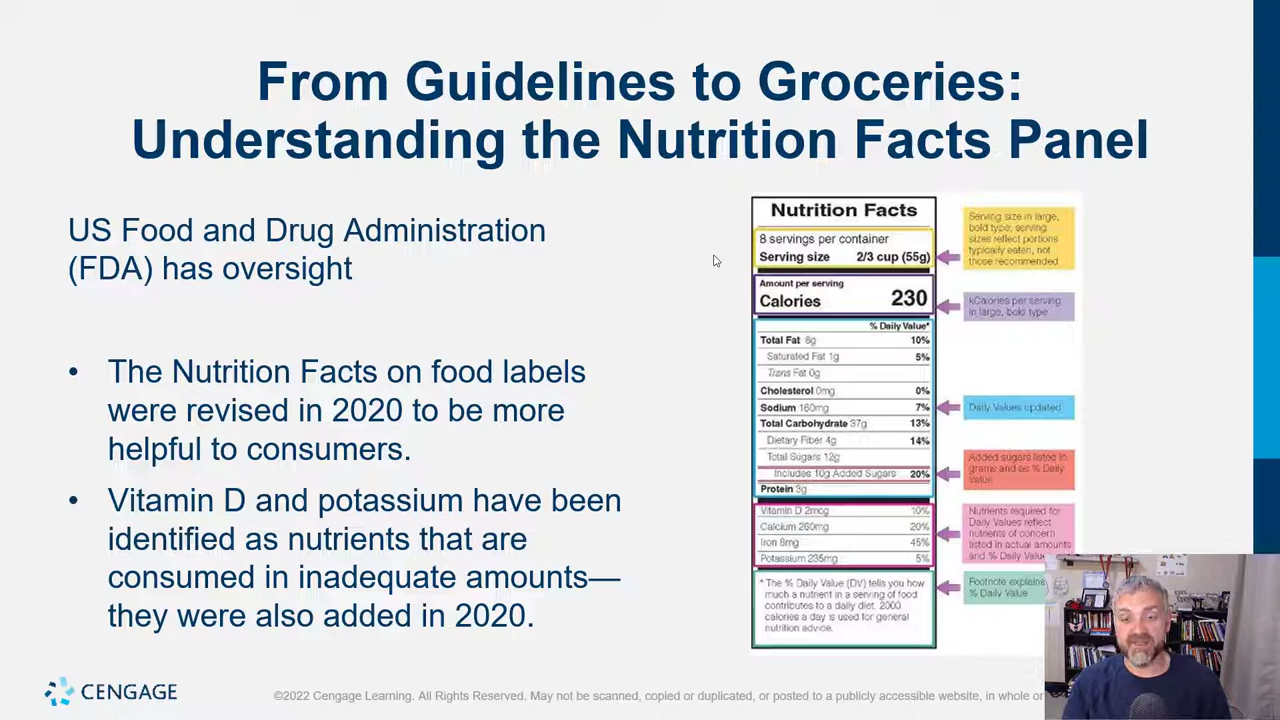 From Guidelines to Groceries:
Understanding the Nutrition Facts Panel
US Food and Drug Administration
(FDA) has oversight
• The Nutrition Facts on food labels
were revised in 2020 to be more
helpful to consumers.
• Vitamin D and potassium have been
identified as nutrients that are
consumed in inadequate amounts—
they were also added in 2020.
Nutrition Facts
8 servings per container
Serving size 2/3 cup (55g)
Amount per serving
Calories 230
% Daily Value*
Total Fat 8g 10%
Saturated Fat 1g 5%
Trans Fat 0g
Cholesterol 0mg 0%
Sodium 160mg 7%
Total Carbohydrate 37g 13%
Dietary Fiber 4g 14%
Total Sugars 12g
Includes 10g Added Sugars 20%
Protein 3g
Vitamin D 2mcg 10%
Calcium 260mg 20%
Iron 8mg 45%
Potassium 235mg 5%
* The % Daily Value (DV) tells you how
much a nutrient in a serving of food
contributes to a daily diet. 2000
calories a day is used for general
nutrition advice.
Serving size in large,
bold type; serving
sizes reflect portions
typically eaten, not
those recommended
kCalories per serving
in large, bold type
Daily Values updated
Added sugars listed in
grams and as % Daily
Value
Nutrients required for
Daily Values reflect
nutrients of concern
listed in actual amounts
and % Daily Value
Footnote explains
% Daily Value
CENGAGE
©2022 Cengage Learning. All Rights Reserved. May not be scanned, copied or duplicated, or posted to a publicly accessible website, in whole or